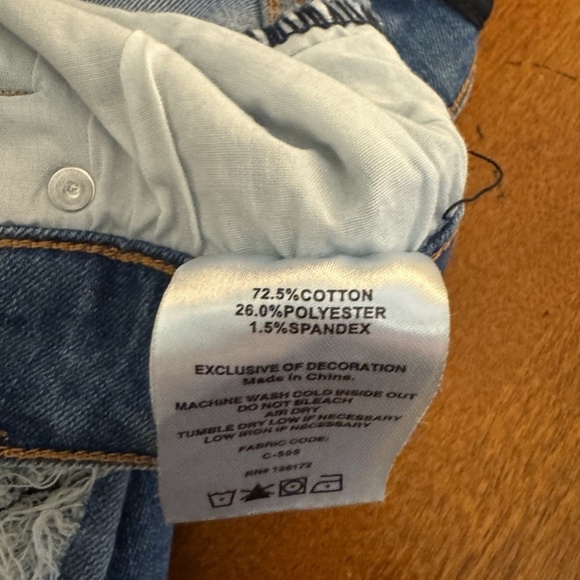 72.5%COTTON
26.0%POLYESTER
1.5%SPANDEX
EXCLUSIVE OF DECORATION
Made in China.
MACHINE WASH COLD INSIDE OUT
DO NOT BLEACH
AIR DRY
TUMBLE DRY LOW IF NECESSARY
LOW IRON IF NECESSARY
FABRIC CODE:
RN#